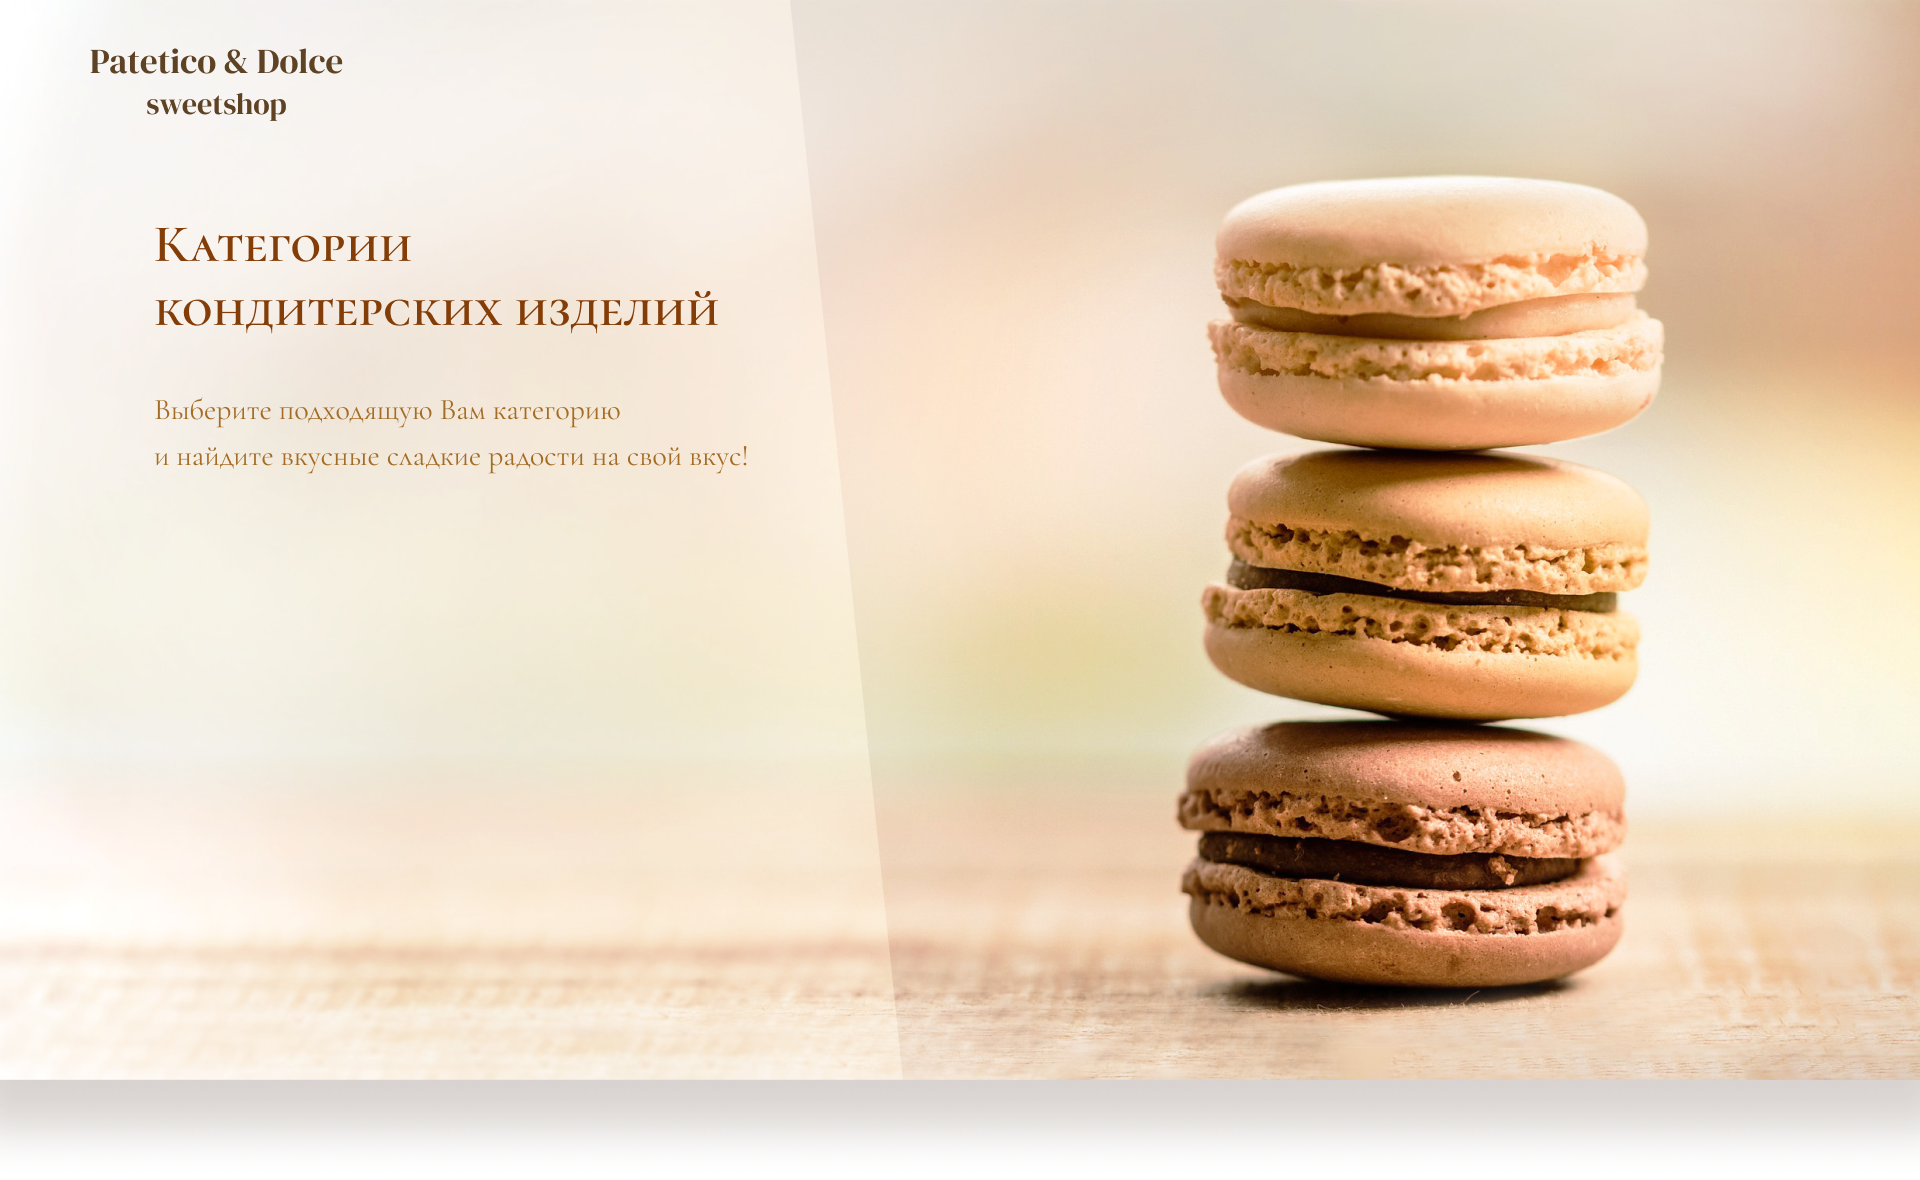 Patetico & Dolce
sweetshop
Категории
кондитерских изделий
Выберите подходящую Вам категорию
и найдите вкусные сладкие радости на свой вкус!